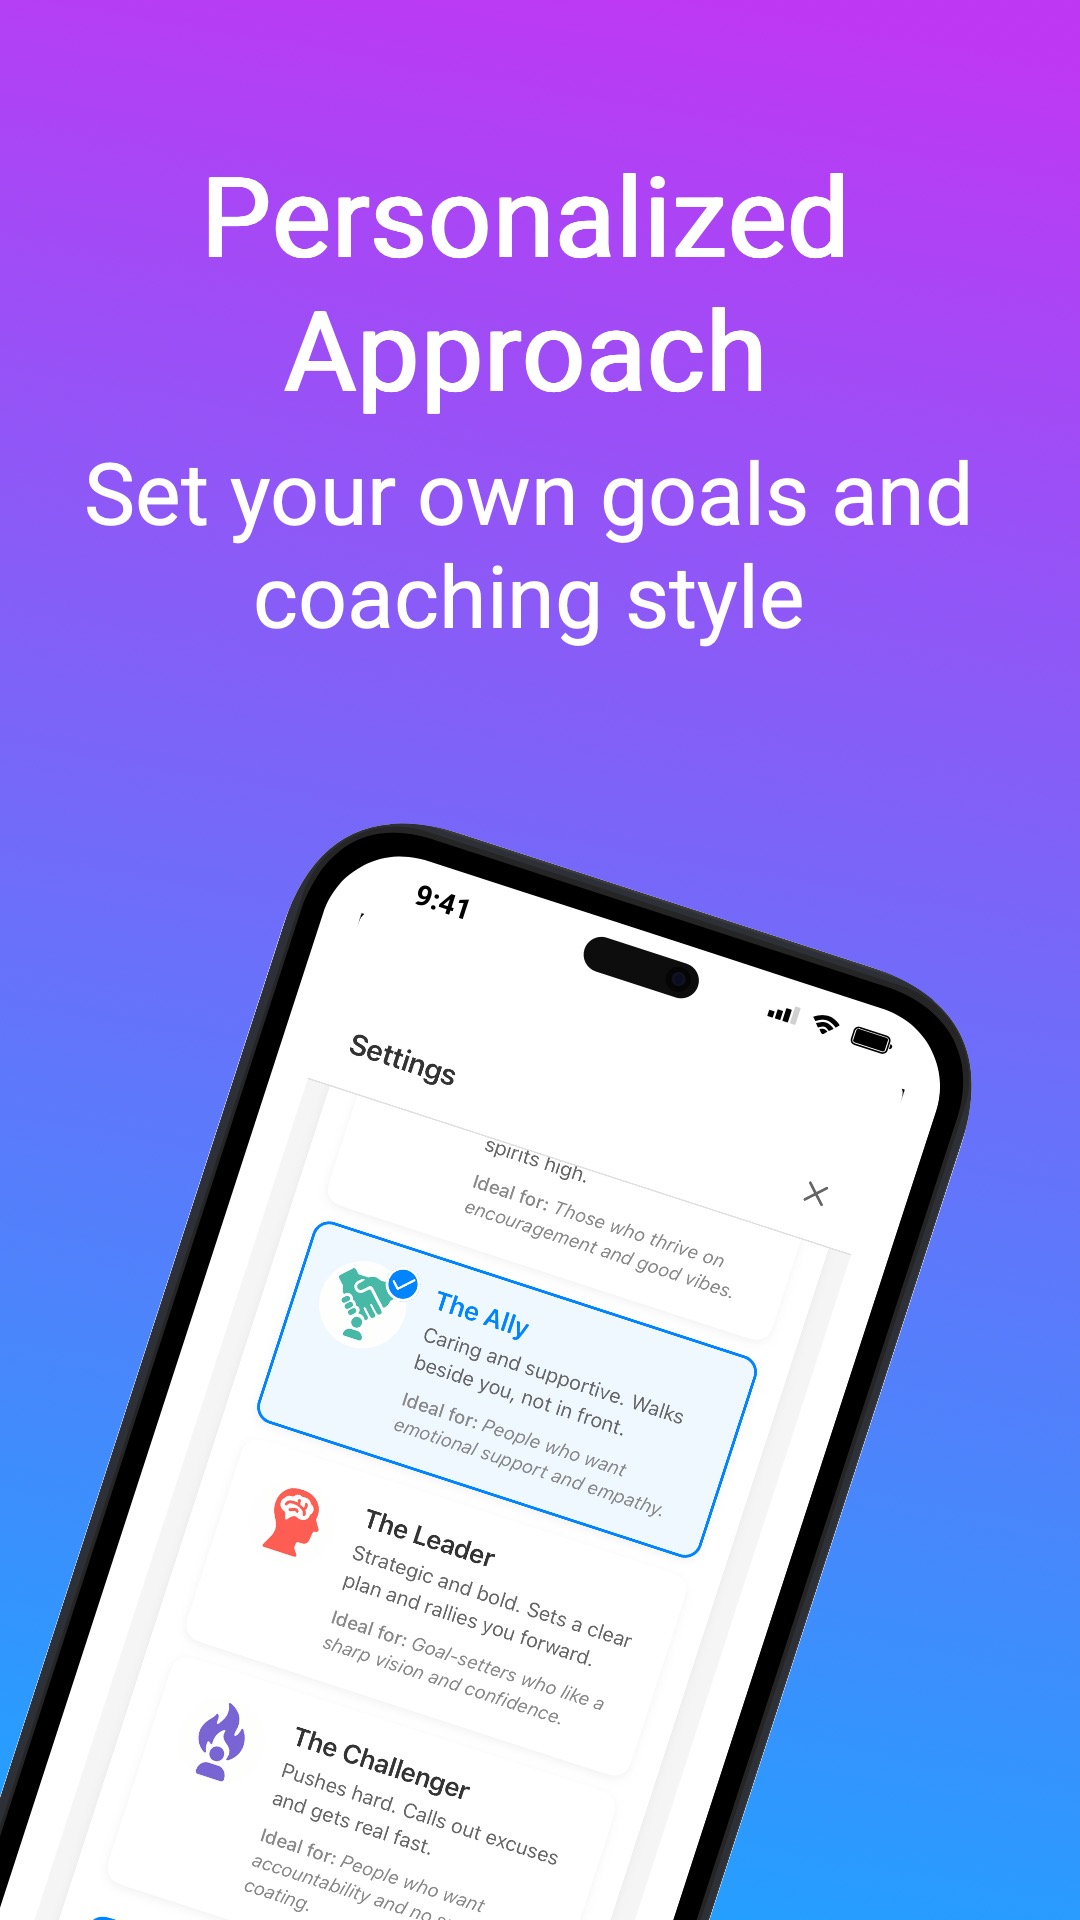 Personalized
Approach
Set your own goals and
coaching style
9:41
Settings
spirits high.
Ideal for: Those who thrive on
encouragement and good vibes.
The Ally
Caring and supportive. Walks
beside you, not in front.
Ideal for: People who want
emotional support and empathy.
The Leader
Strategic and bold. Sets a clear
plan and rallies you forward.
Ideal for: Goal-setters who like a
sharp vision and confidence.
The Challenger
Pushes hard. Calls out excuses
and gets real fast.
Ideal for: People who want
accountability and no
coating.